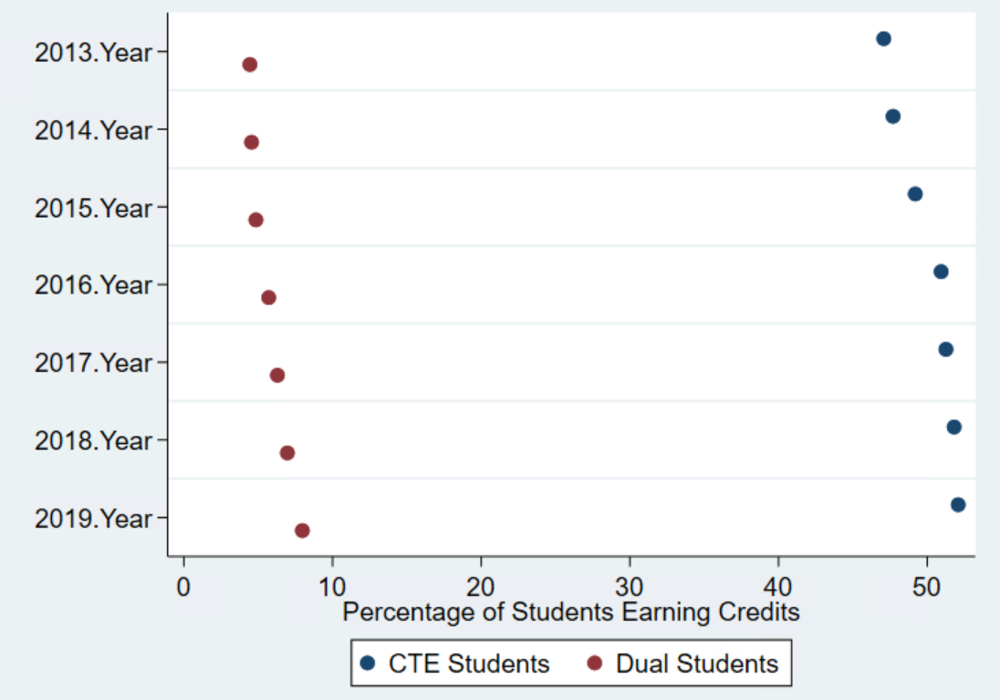 2013.Year
2014.Year
2015.Year
2016.Year
2017.Year
2018.Year
2019.Year
0 10 20 30 40 50
Percentage of Students Earning Credits
CTE Students Dual Students